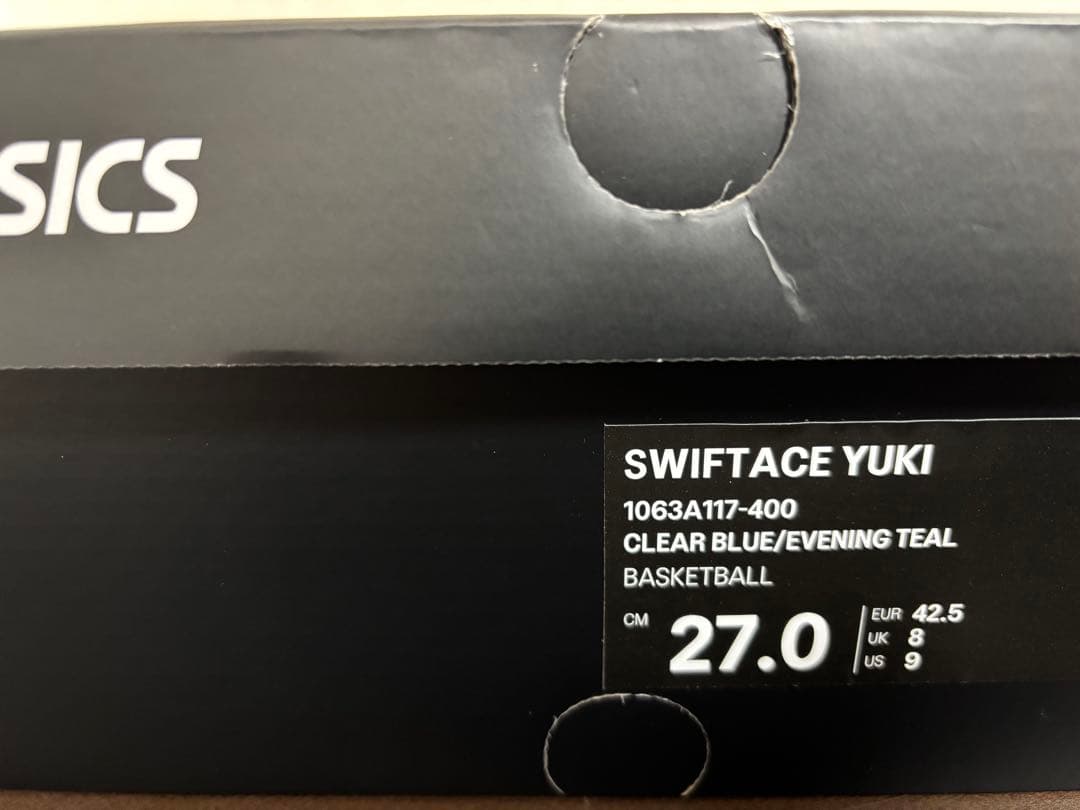 SICS
SWIFTACE YUKI
1063A117-400
CLEAR BLUE/EVENING TEAL
BASKETBALL
CM 27.0
EUR 42.5
UK 8
US 9